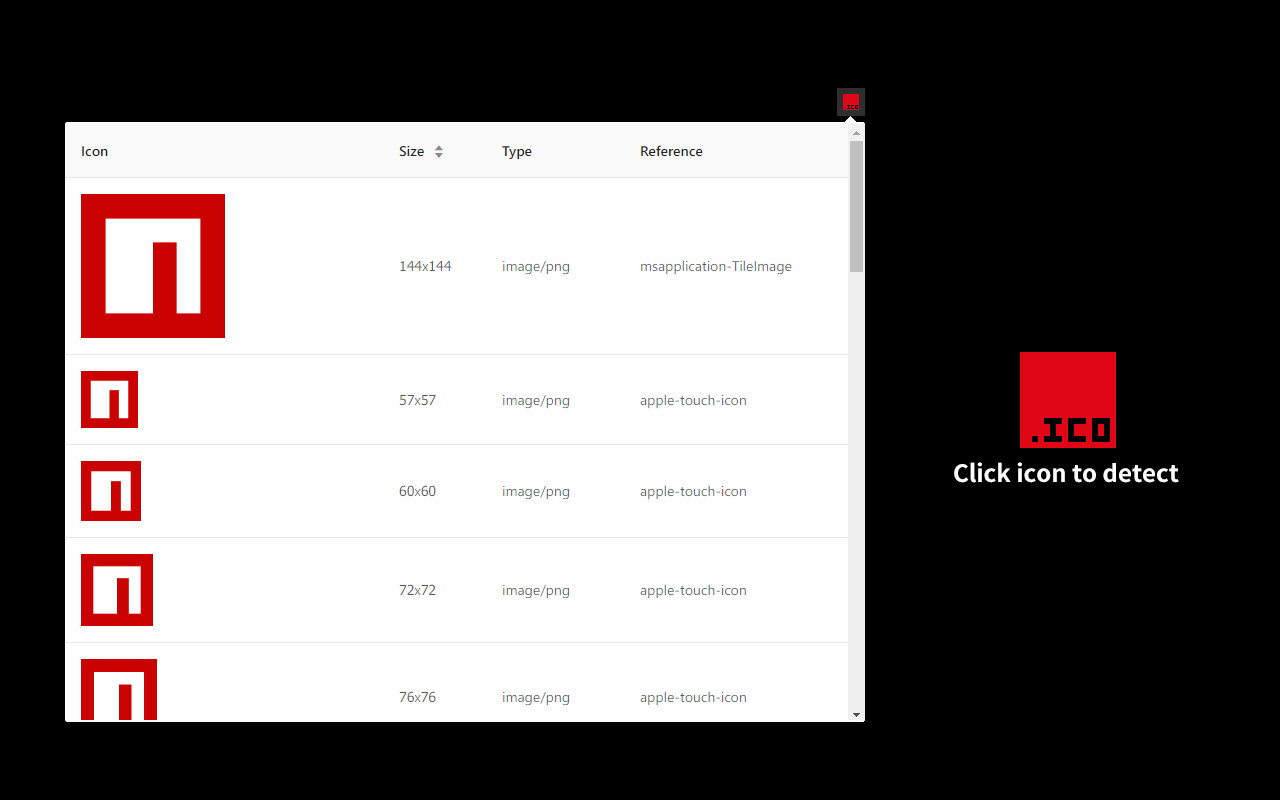 .ICO
Icon Size Type Reference
144x144 image/png msapplication-TileImage
57x57 image/png apple-touch-icon
60x60 image/png apple-touch-icon
72x72 image/png apple-touch-icon
76x76 image/png apple-touch-icon
.ICO
Click icon to detect